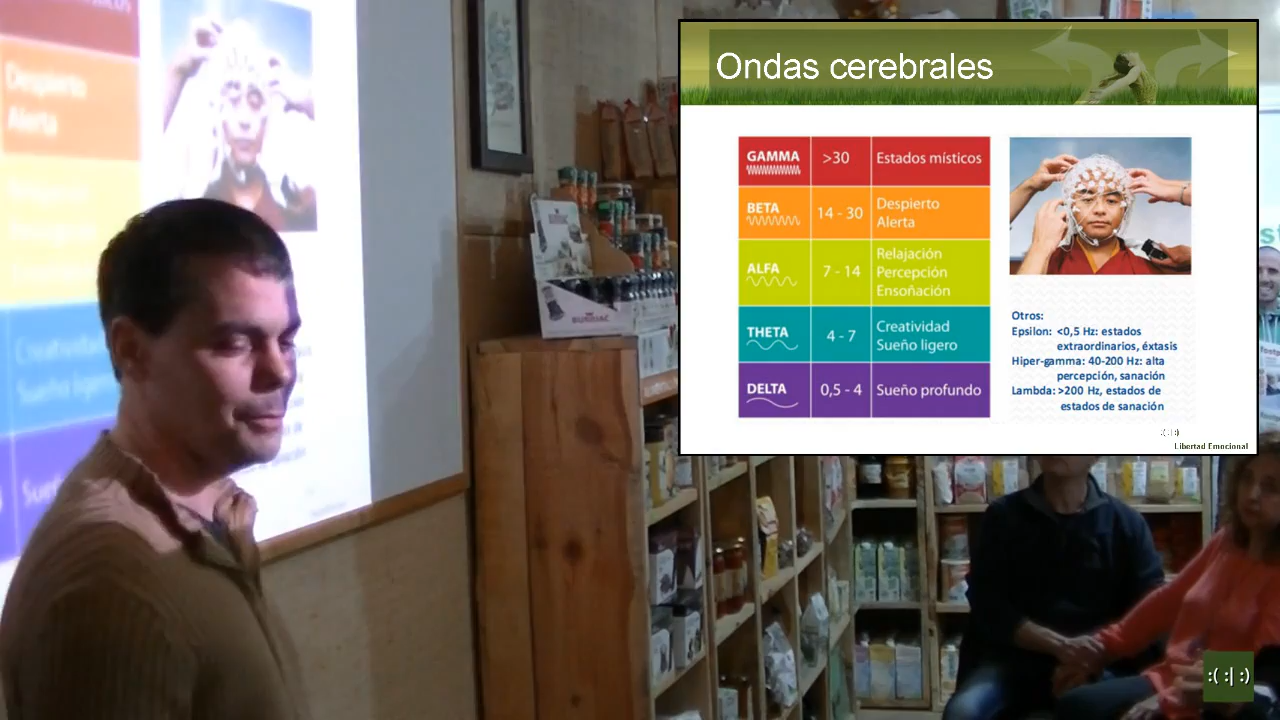 Despierto
Alerta
Ondas cerebrales
GAMMA >30 Estados místicos
BETA 14 - 30 Despierto
Alerta
ALFA 7 - 14 Relajación
Percepción
Ensoñación
THETA 4 - 7 Creatividad
Sueño ligero
DELTA 0,5 - 4 Sueño profundo
Otros:
Epsilon: <0,5 Hz: estados
extraordinarios, éxtasis
Hiper-gamma: 40-200 Hz: alta
percepción, sanación
Lambda: >200 Hz, estados de
estados de sanación
:( :| :)
Libertad Emocional
Creatividad
Sueño ligero
:( :| :)